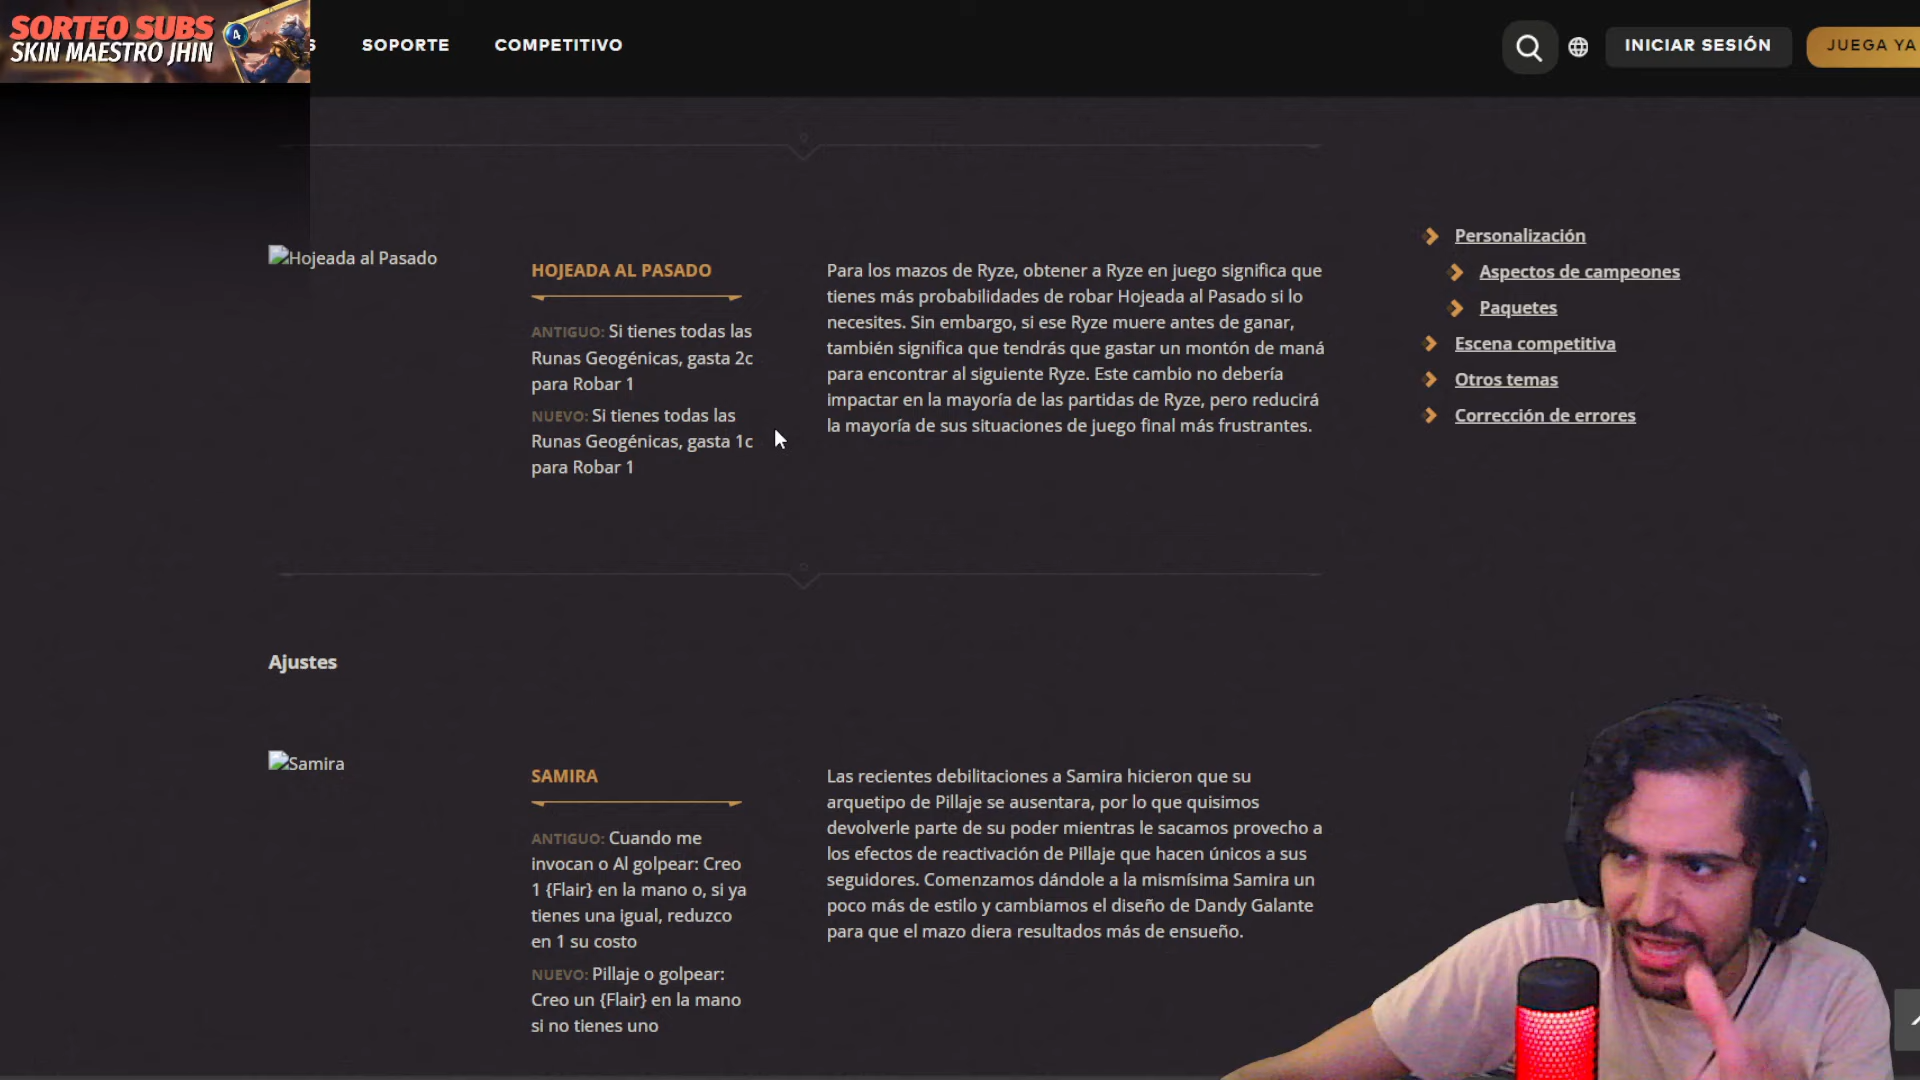 SORTEO SUBS
SKIN MAESTRO JHIN
4
S
SOPORTE
COMPETITIVO
INICIAR SESIÓN
JUEGA YA
Hojeada al Pasado
HOJEADA AL PASADO
ANTIGUO: Si tienes todas las
Runas Geogénicas, gasta 2c
para Robar 1
NUEVO: Si tienes todas las
Runas Geogénicas, gasta 1c
para Robar 1
Para los mazos de Ryze, obtener a Ryze en juego significa que
tienes más probabilidades de robar Hojeada al Pasado si lo
necesites. Sin embargo, si ese Ryze muere antes de ganar,
también significa que tendrás que gastar un montón de maná
para encontrar al siguiente Ryze. Este cambio no debería
impactar en la mayoría de las partidas de Ryze, pero reducirá
la mayoría de sus situaciones de juego final más frustrantes.
Personalización
Aspectos de campeones
Paquetes
Escena competitiva
Otros temas
Corrección de errores
Ajustes
Samira
SAMIRA
ANTIGUO: Cuando me
invocan o Al golpear: Creo
1 {Flair} en la mano o, si ya
tienes una igual, reduzco
en 1 su costo
NUEVO: Pillaje o golpear:
Creo un {Flair} en la mano
si no tienes uno
Las recientes debilitaciones a Samira hicieron que su
arquetipo de Pillaje se ausentara, por lo que quisimos
devolverle parte de su poder mientras le sacamos provecho a
los efectos de reactivación de Pillaje que hacen únicos a sus
seguidores. Comenzamos dándole a la mismísima Samira un
poco más de estilo y cambiamos el diseño de Dandy Galante
para que el mazo diera resultados más de ensueño.